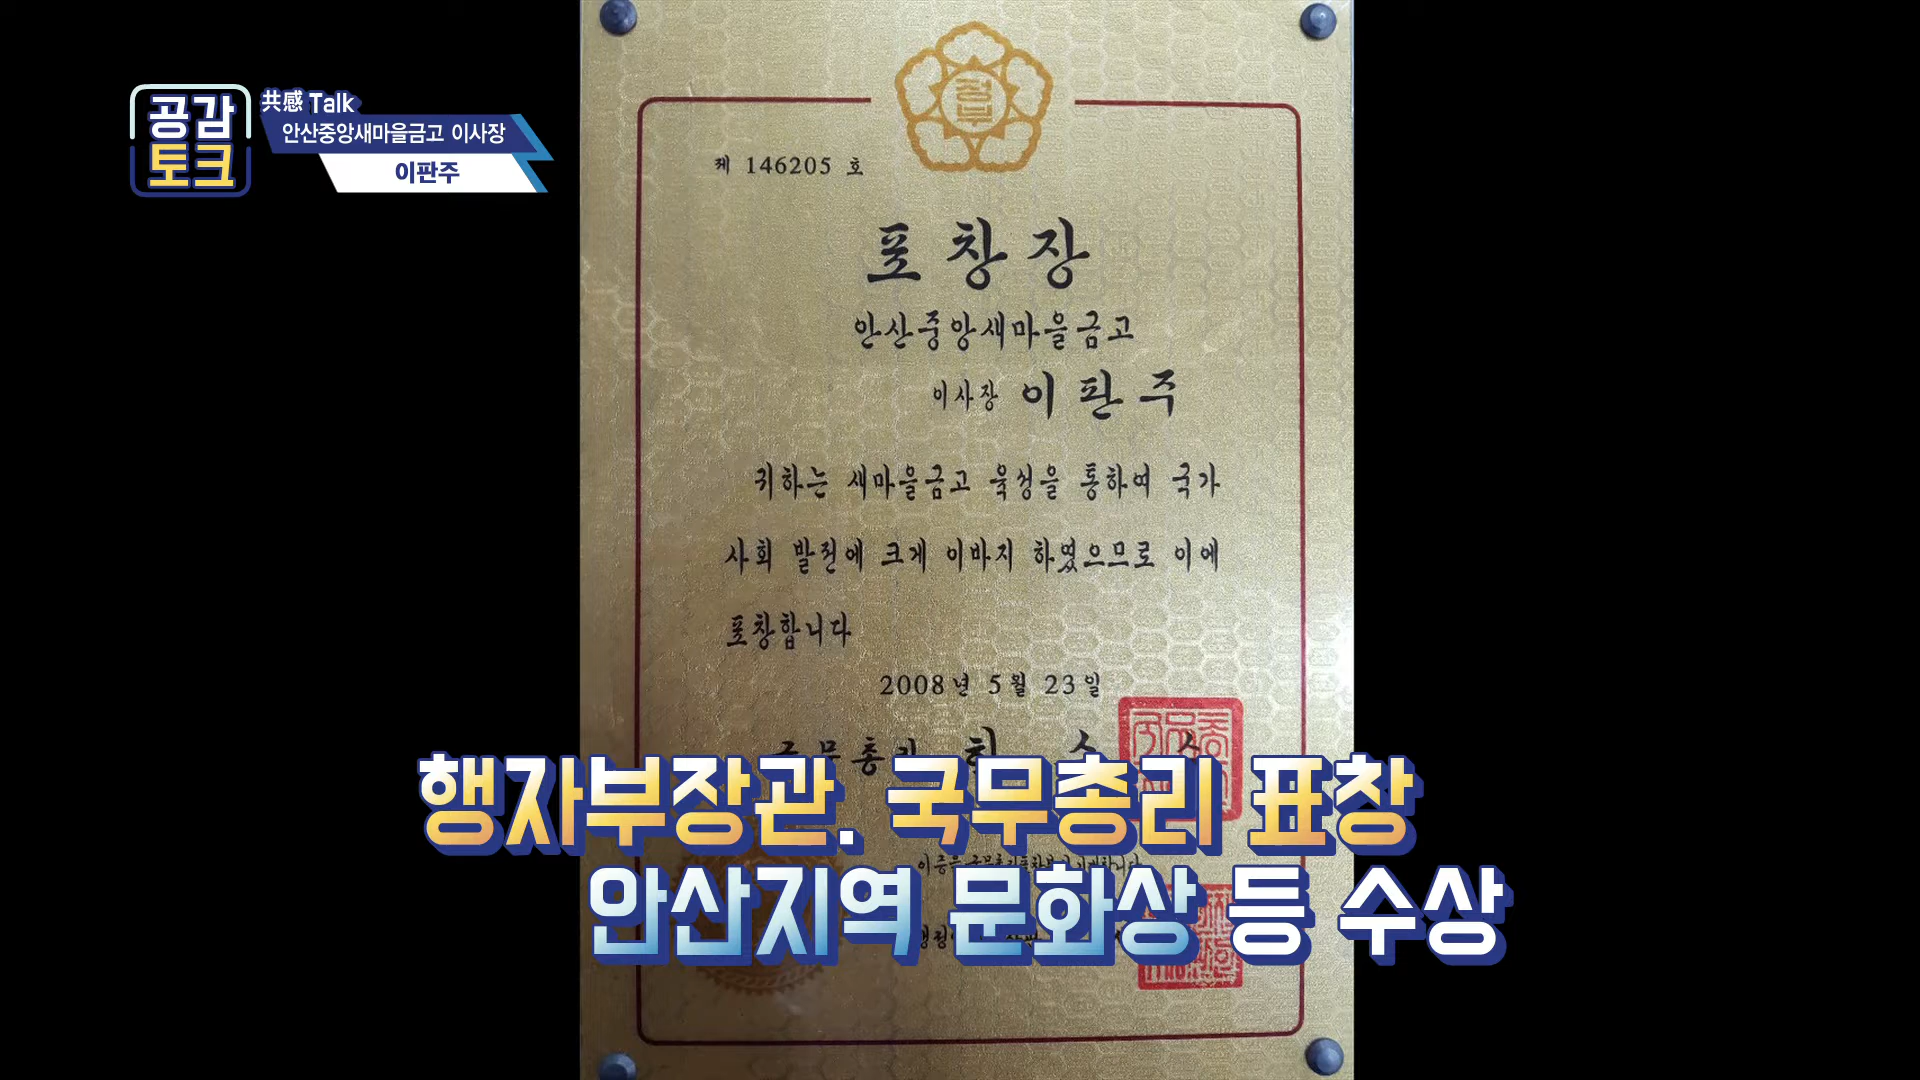 공감
토크
共感 Talk
안산중앙새마을금고 이사장
이판주
정부
제 146205 호
포창장
안산중앙새마을금고
이사장 이판주
귀하는 새마을금고 육성을 통하여 국가
사회 발전에 크게 이바지 하였으므로 이에
포창합니다
2008년 5월 23일
행자부장관. 국무총리 표창
안산지역 문화상 등 수상